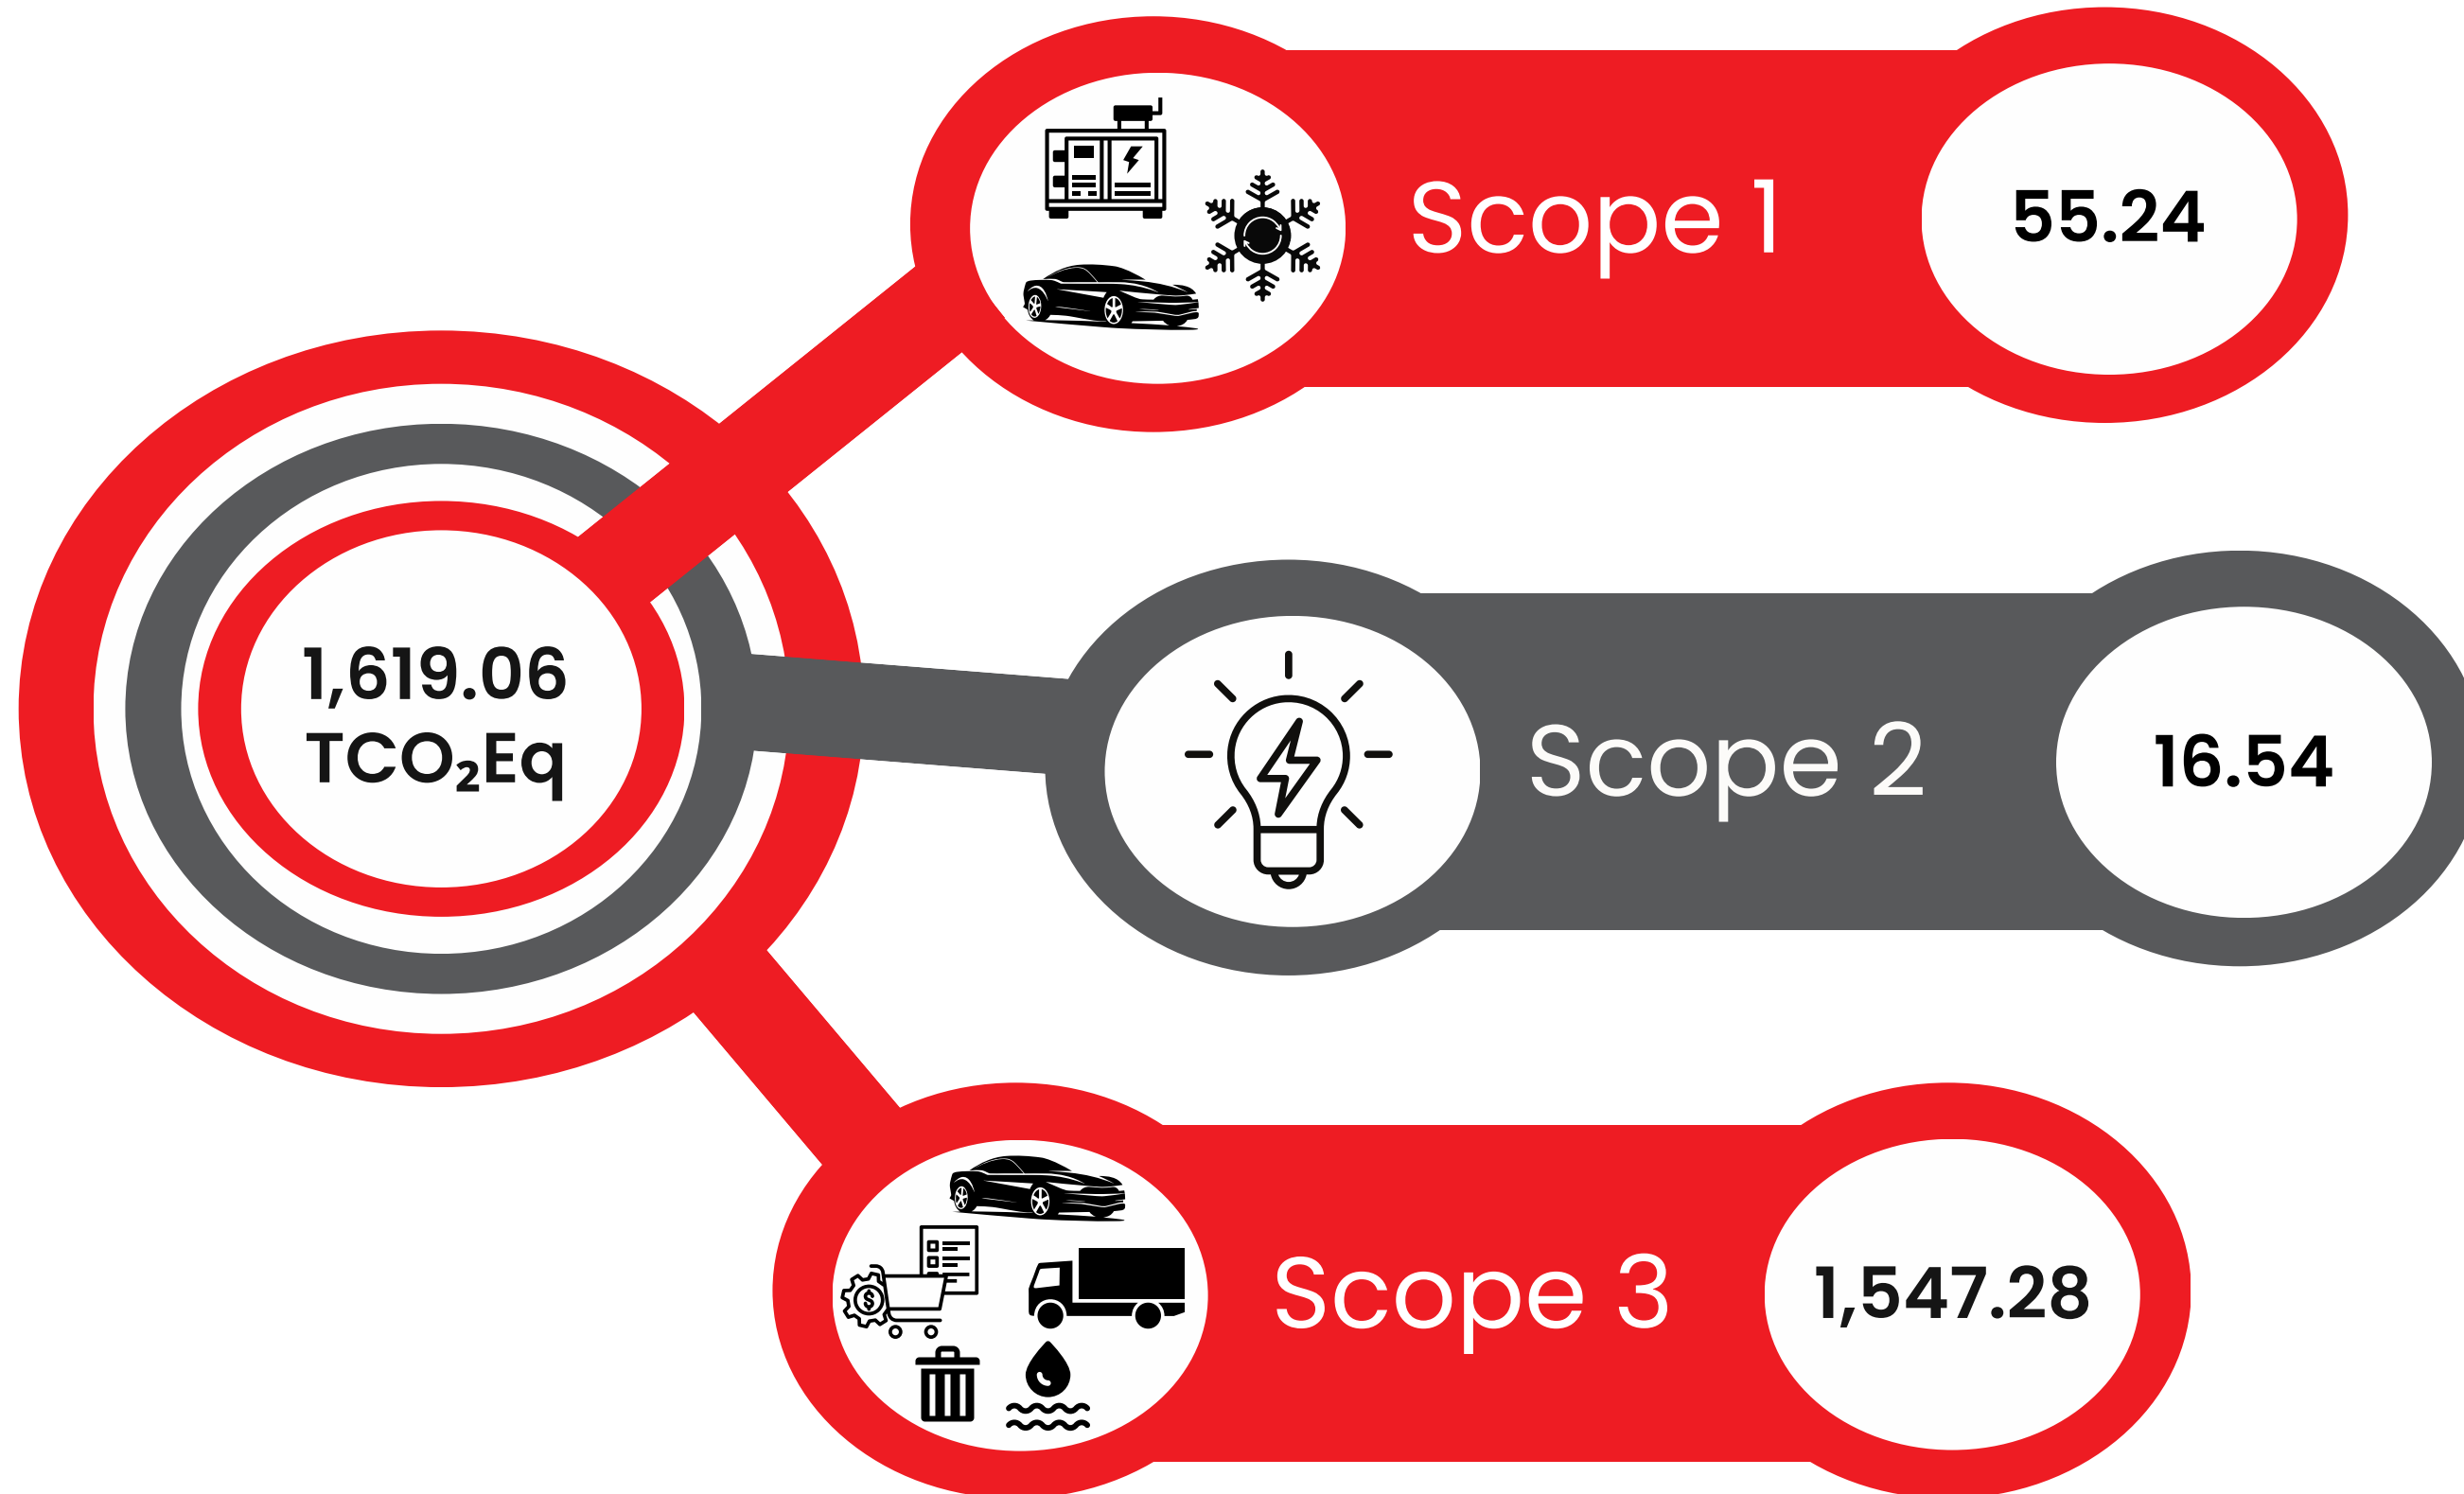 Scope 1
55.24
1,619.06
TCO₂Eq
Scope 2
16.54
Scope 3
1,547.28